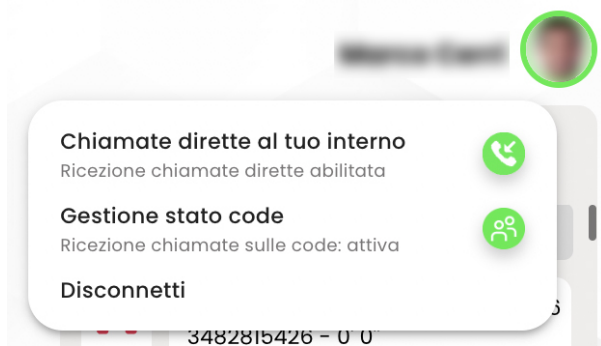 Chiamate dirette al tuo interno
Ricezione chiamate dirette abilitata
Gestione stato code
Ricezione chiamate sulle code: attiva
Disconnetti
6
3482815426 - 0' 0"